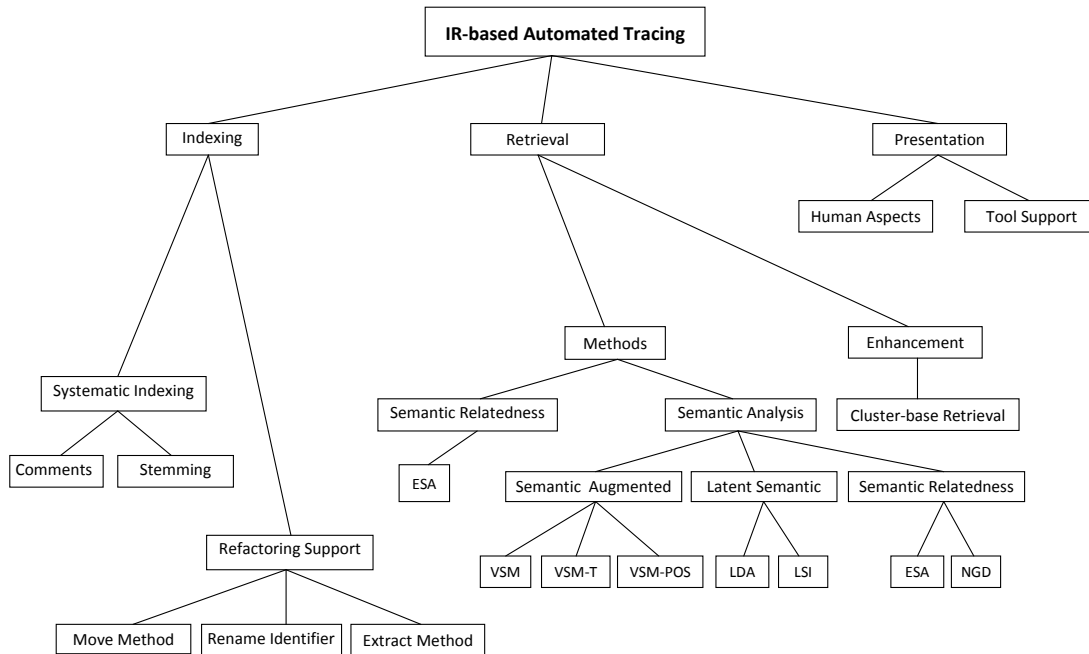 IR-based Automated Tracing
Indexing
Retrieval
Presentation
Human Aspects
Tool Support
Methods
Enhancement
Systematic Indexing
Semantic Relatedness
Semantic Analysis
Cluster-base Retrieval
Comments
Stemming
ESA
Semantic Augmented
Latent Semantic
Semantic Relatedness
Refactoring Support
VSM
VSM-T
VSM-POS
LDA
LSI
ESA
NGD
Move Method
Rename Identifier
Extract Method